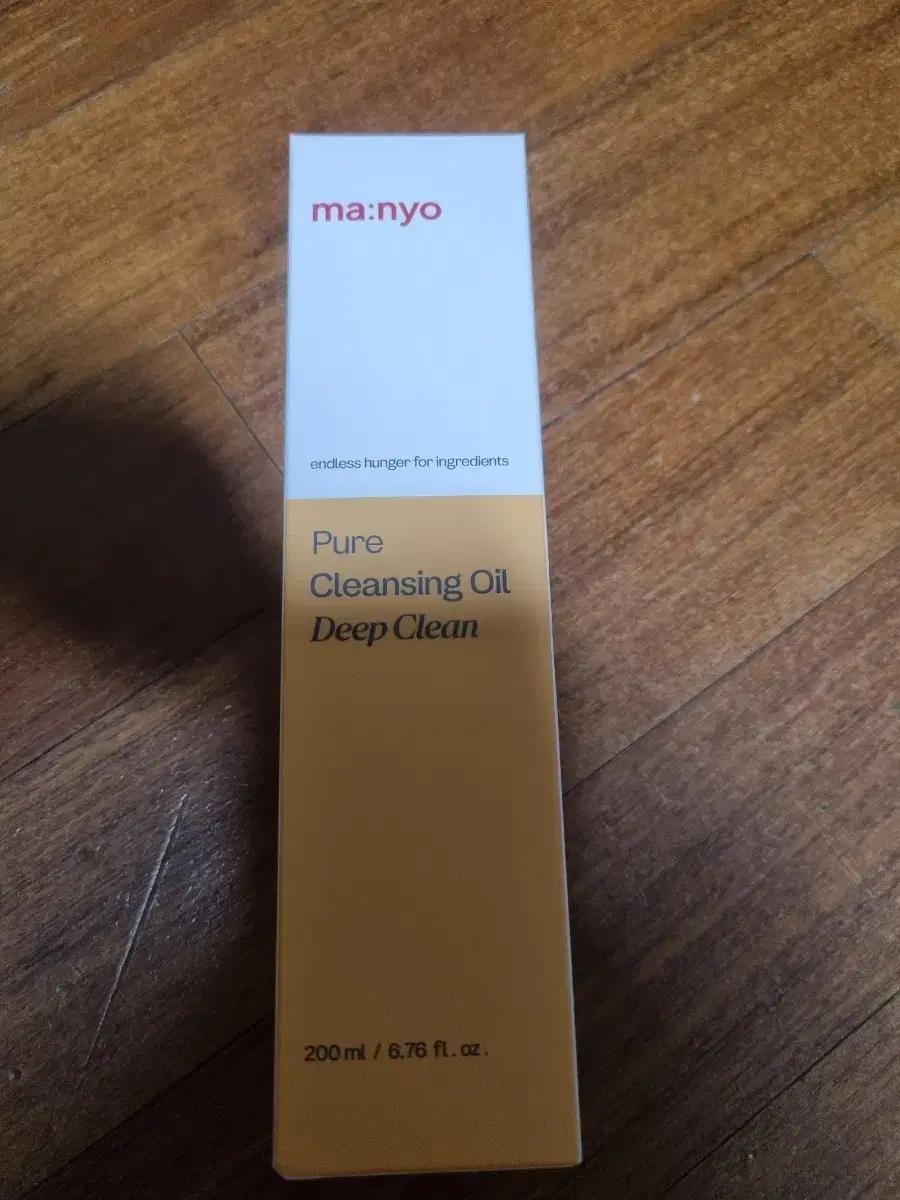 ma:nyo
endless hunger for ingredients
Pure
Cleansing Oil
Deep Clean
200 ml / 6.76 fl. oz.